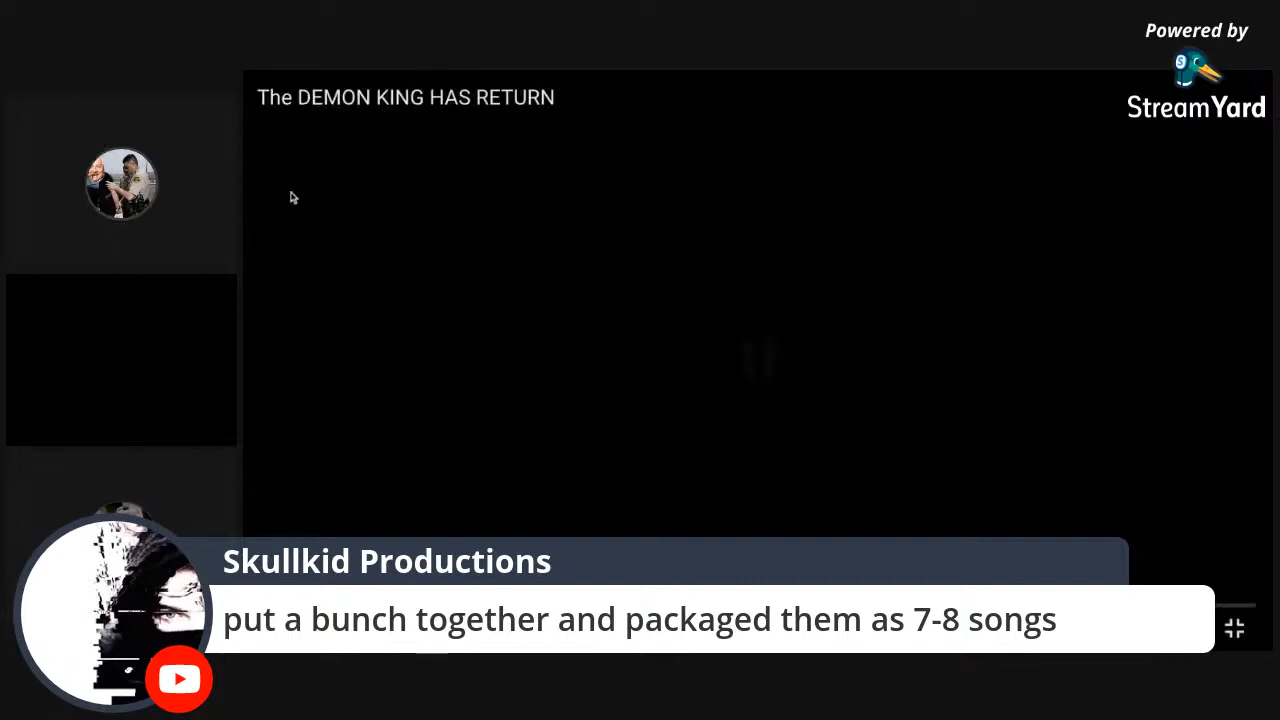 Powered by
StreamYard
The DEMON KING HAS RETURN
Skullkid Productions
put a bunch together and packaged them as 7-8 songs